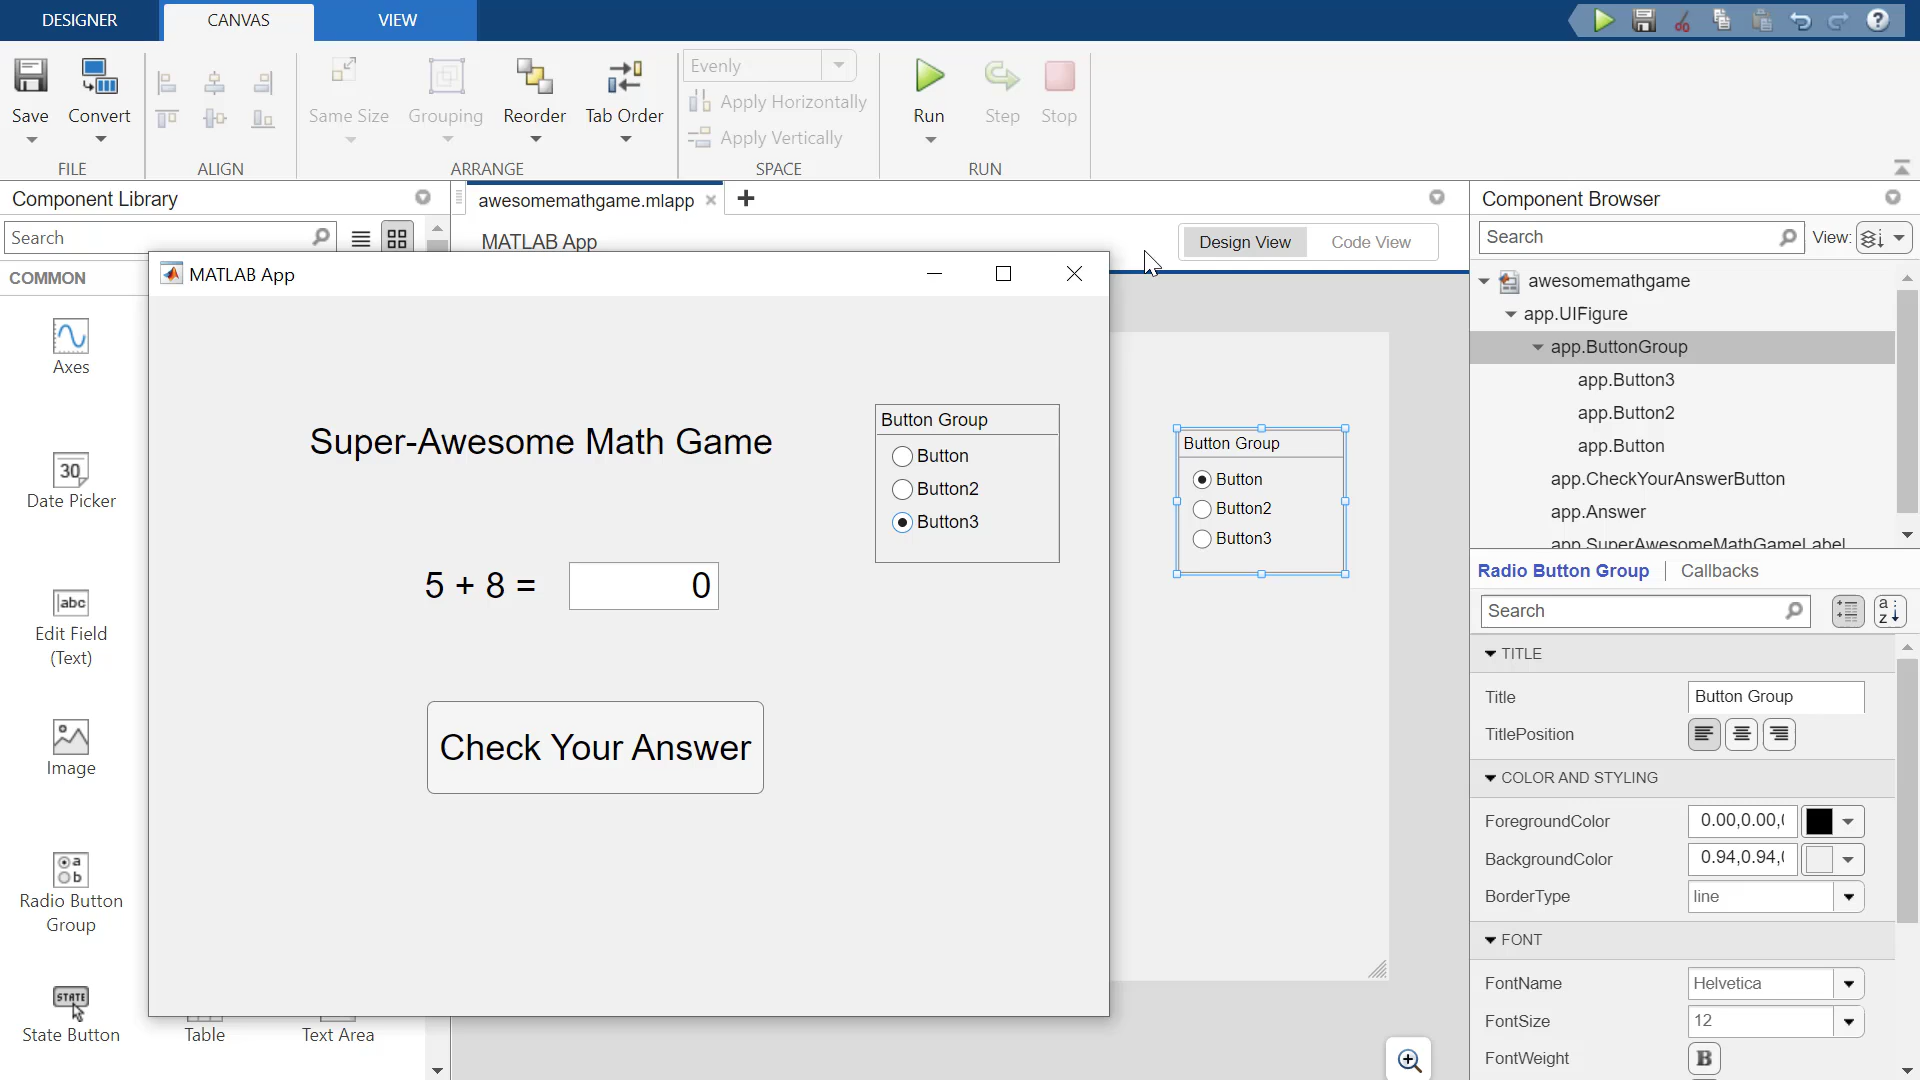 DESIGNER CANVAS VIEW
Save Convert Same Size Grouping Reorder Tab Order Evenly Apply Horizontally Apply Vertically Run Step Stop
FILE ALIGN ARRANGE SPACE RUN
Component Library
Search
COMMON
Axes
30
Date Picker
abc
Edit Field
(Text)
Image
a
b
Radio Button
Group
STATE
State Button Table Text Area
awesomemathgame.mlapp
MATLAB App
Design View Code View
MATLAB App
Super-Awesome Math Game
Button Group
Button
Button2
Button3
5 + 8 = 0
Check Your Answer
Button Group
Button
Button2
Button3
Component Browser
Search View:
awesomemathgame
app.UIFigure
app.ButtonGroup
app.Button3
app.Button2
app.Button
app.CheckYourAnswerButton
app.Answer
app.SuperAwesomeMathGameLabel
Radio Button Group Callbacks
Search
a
z
TITLE
Title Button Group
TitlePosition
COLOR AND STYLING
ForegroundColor 0.00,0.00,(
BackgroundColor 0.94,0.94,(
BorderType line
FONT
FontName Helvetica
FontSize 12
FontWeight B